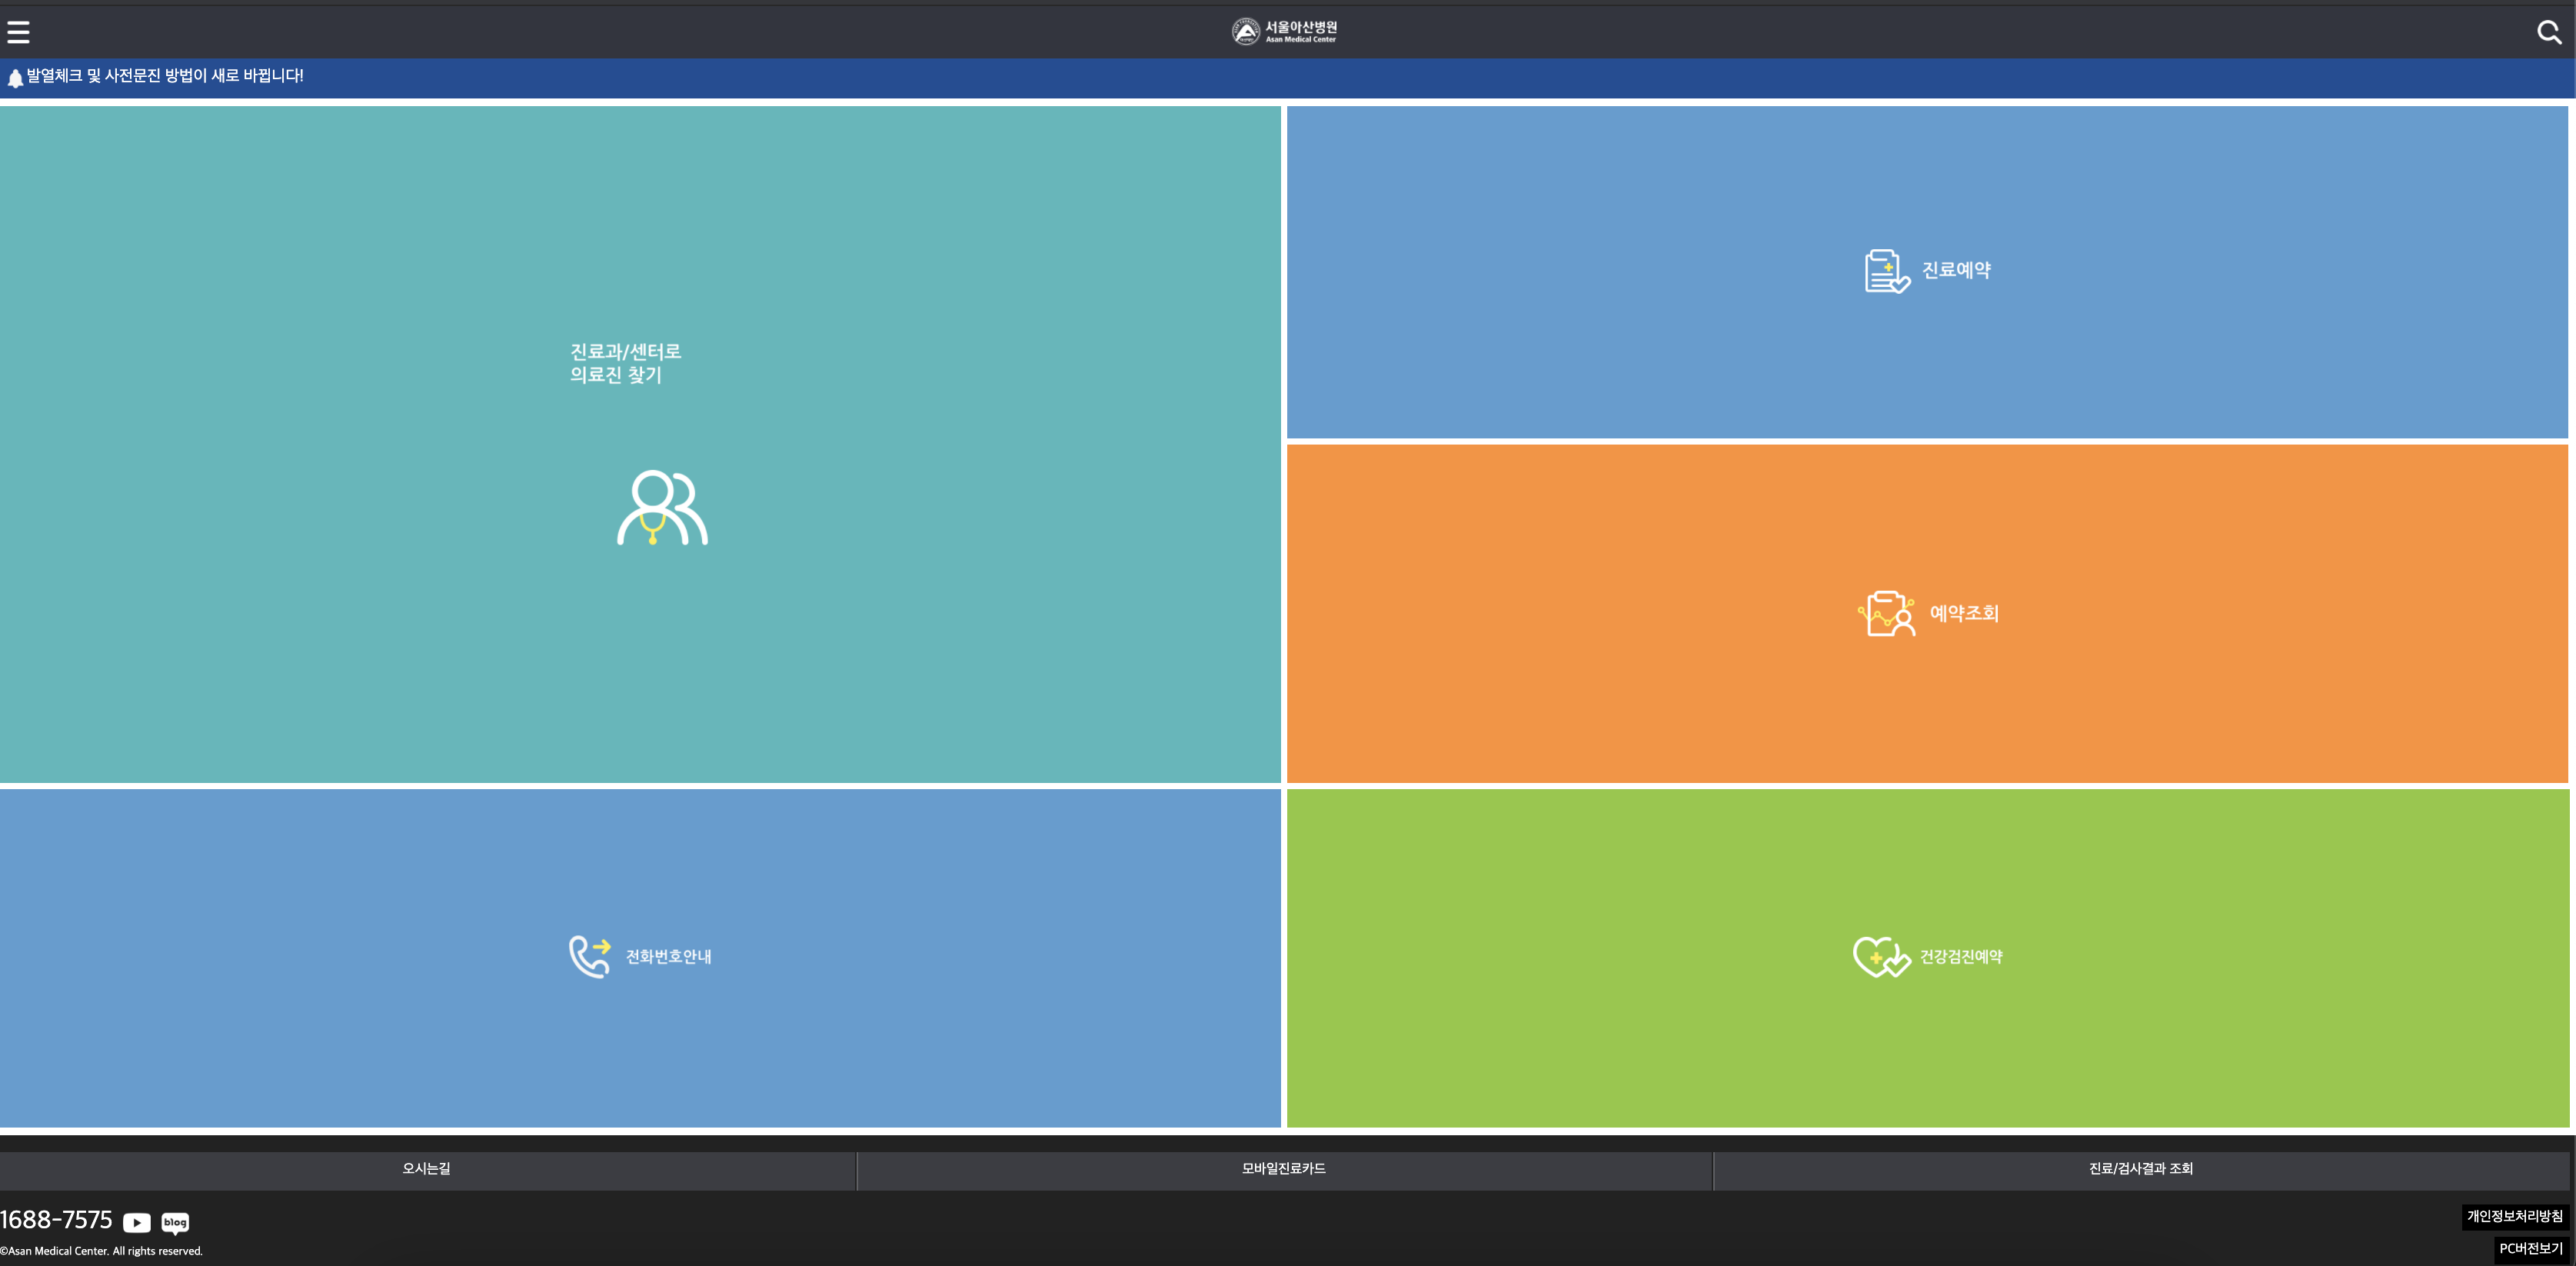 서울아산병원
Asan Medical Center
발열체크 및 사전문진 방법이 새로 바뀝니다!
진료과/센터로
의료진 찾기
진료예약
예약조회
전화번호안내
건강검진예약
오시는길
모바일진료카드
진료/검사결과 조회
1688-7575
blog
개인정보처리방침
©Asan Medical Center. All rights reserved.
PC버전보기